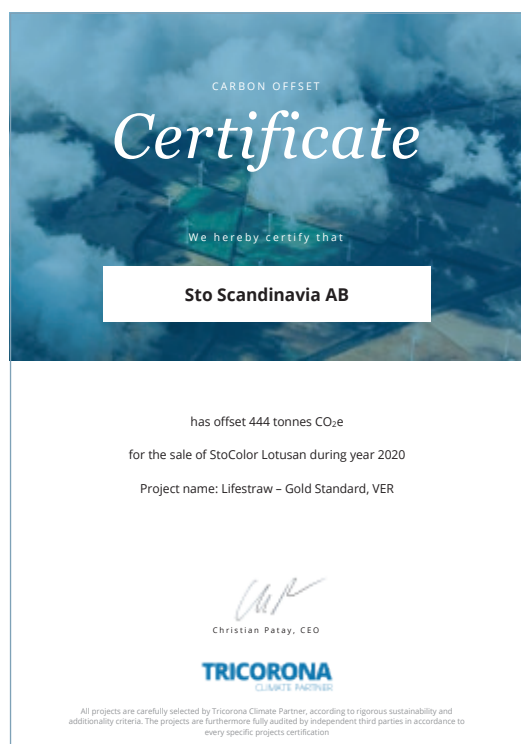 CARBON OFFSET
Certificate
We hereby certify that
Sto Scandinavia AB
has offset 444 tonnes CO₂e
for the sale of StoColor Lotusan during year 2020
Project name: Lifestraw – Gold Standard, VER
Christian Patay, CEO
TRICORONA
CLIMATE PARTNER
All projects are carefully selected by Tricorona Climate Partner, according to rigorous sustainability and
additionality criteria. The projects are furthermore fully audited by independent third parties in accordance to
every specific projects certification